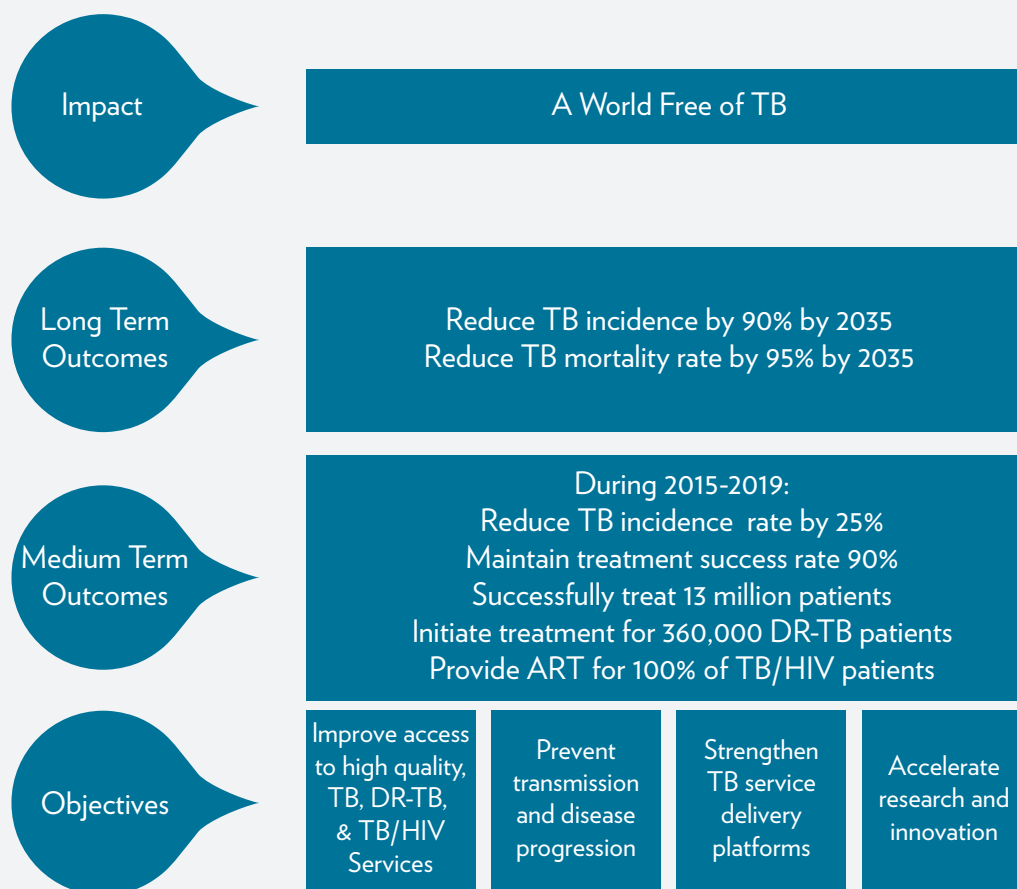 Impact
A World Free of TB
Long Term
Outcomes
Reduce TB incidence by 90% by 2035
Reduce TB mortality rate by 95% by 2035
Medium Term
Outcomes
During 2015-2019:
Reduce TB incidence rate by 25%
Maintain treatment success rate 90%
Successfully treat 13 million patients
Initiate treatment for 360,000 DR-TB patients
Provide ART for 100% of TB/HIV patients
Objectives
Improve access
to high quality,
TB, DR-TB,
& TB/HIV
Services
Prevent
transmission
and disease
progression
Strengthen
TB service
delivery
platforms
Accelerate
research and
innovation